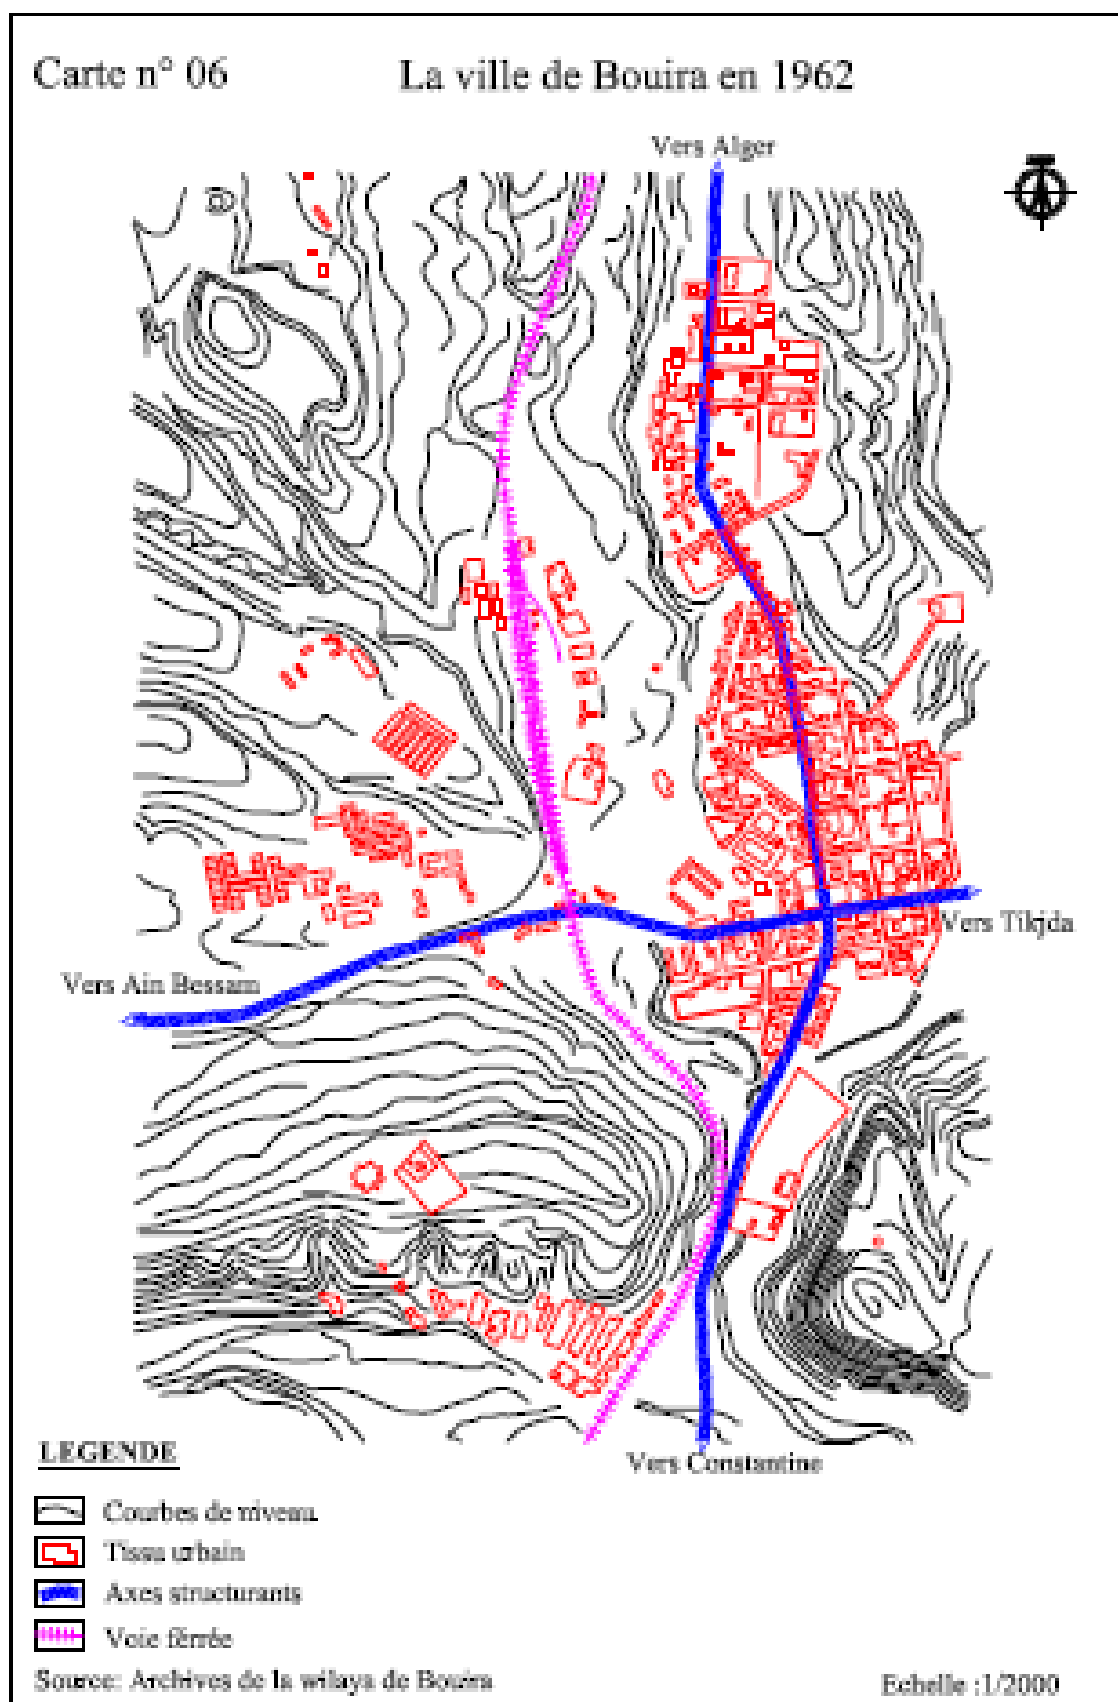 Carte n° 06
La ville de Bouira en 1962
Vers Alger
Vers Tikjda
Vers Ain Bessam
Vers Constantine
LEGENDE
Courbes de niveau.
Tissu urbain
Axes structurants
Voie férrée
Source: Archives de la wilaya de Bouira
Echelle :1/2000